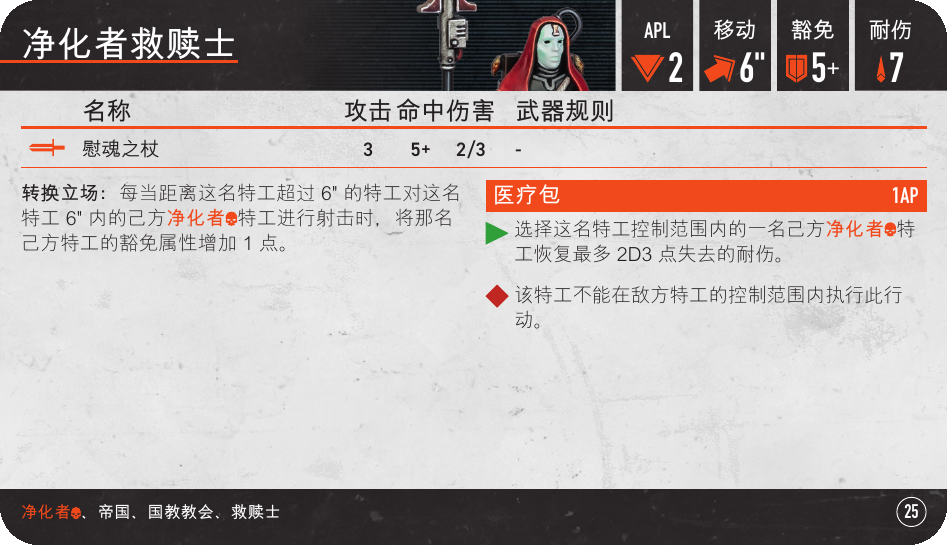 净化者救赎士
APL 移动 豁免 耐伤
2 6" 5+ 7
名称 攻击 命中 伤害 武器规则
慰魂之杖 3 5+ 2/3 -
转换立场：每当距离这名特工超过 6" 的特工对这名
特工 6" 内的己方净化者特工进行射击时，将那名
己方特工的豁免属性增加 1 点。
医疗包 1AP
选择这名特工控制范围内的一名己方净化者特
工恢复最多 2D3 点失去的耐伤。
该特工不能在敌方特工的控制范围内执行此行
动。
净化者、帝国、国教教会、救赎士
25